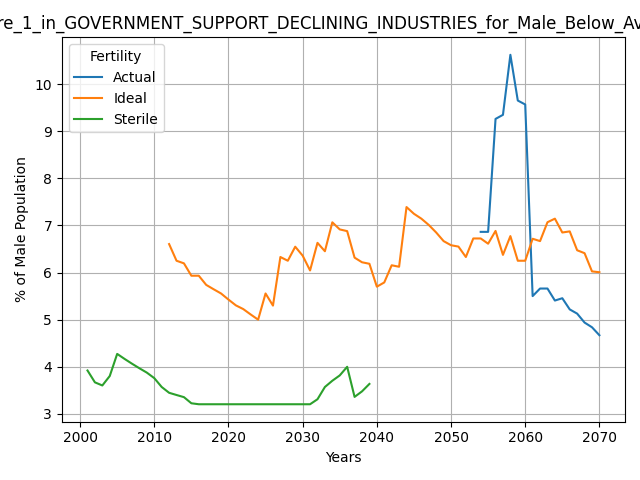 re_1_in_GOVERNMENT_SUPPORT_DECLINING_INDUSTRIES_for_Male_Below_Av
Fertility
Actual
Ideal
Sterile
10
9
8
7
6
5
4
3
% of Male Population
2000 2010 2020 2030 2040 2050 2060 2070
Years